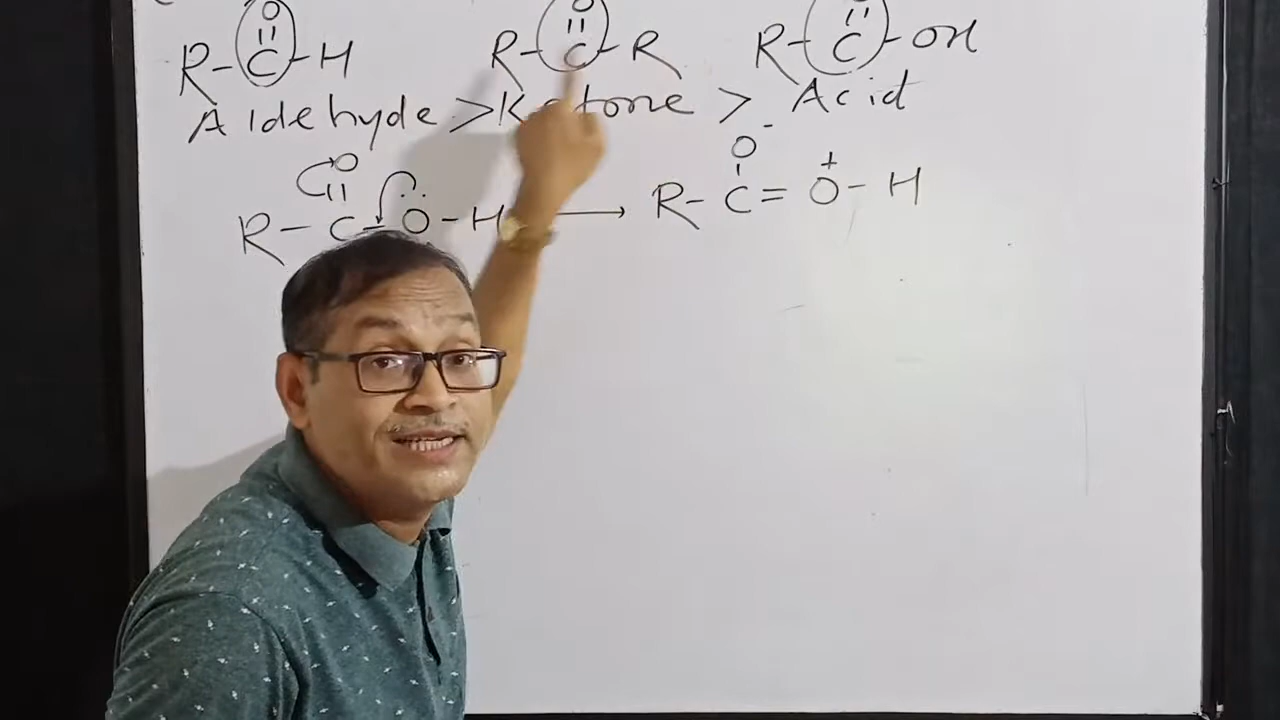 O O O
|| || ||
R-C-H R-C-R R-C-OH
Aldehyde > Ketone > Acid
O O⁻
|| | +
R-C-Ö-H → R-C=O-H